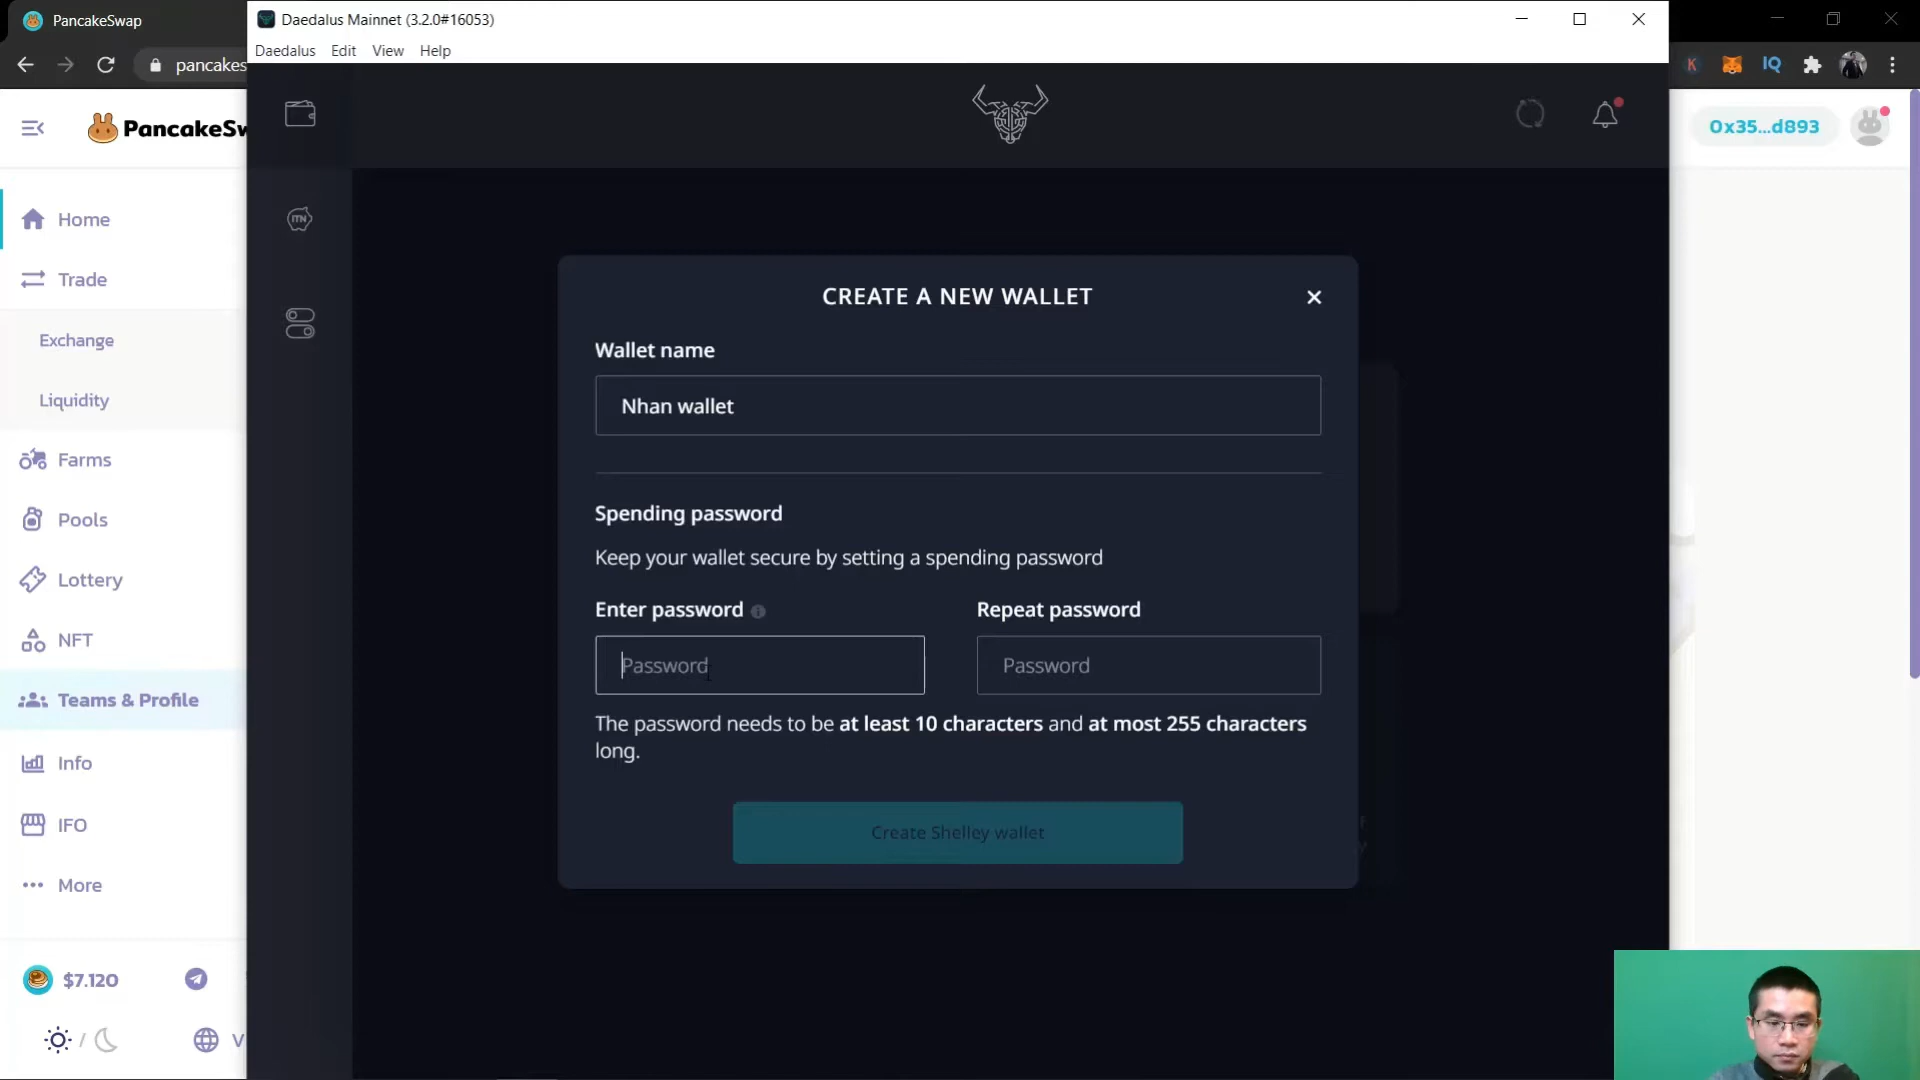 PancakeSwap
Daedalus Mainnet (3.2.0#16053)
Daedalus Edit View Help
pancakes
K
IQ
PancakeSw
0x35...d893
Home
Trade
Exchange
Liquidity
Farms
Pools
Lottery
NFT
Teams & Profile
Info
IFO
More
$7.120
/
V
ITN
CREATE A NEW WALLET
Wallet name
Nhan wallet
Spending password
Keep your wallet secure by setting a spending password
Enter password
Repeat password
Password
Password
The password needs to be at least 10 characters and at most 255 characters
long.
Create Shelley wallet